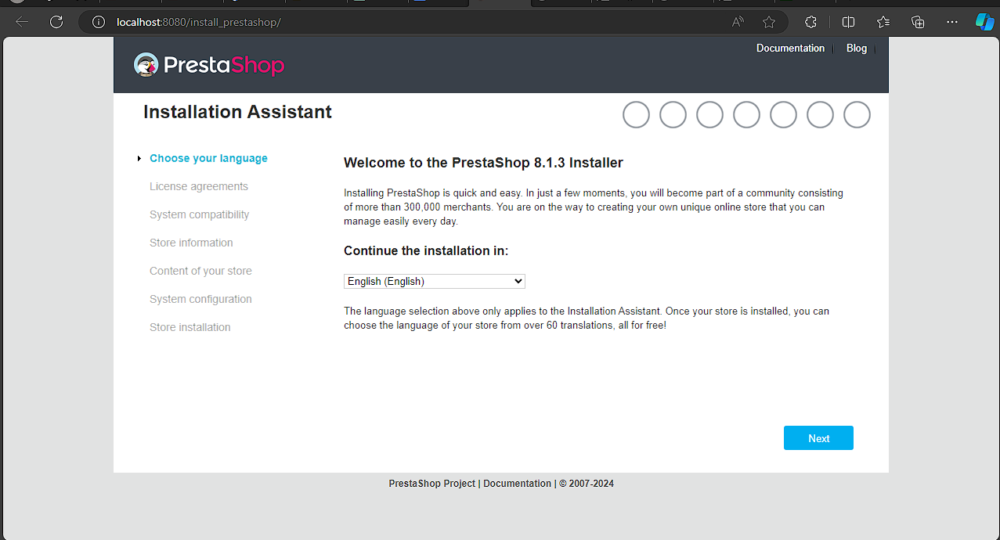 localhost:8080/install_prestashop/
Documentation
Blog
PrestaShop
Installation Assistant
Choose your language
License agreements
System compatibility
Store information
Content of your store
System configuration
Store installation
Welcome to the PrestaShop 8.1.3 Installer
Installing PrestaShop is quick and easy. In just a few moments, you will become part of a community consisting
of more than 300,000 merchants. You are on the way to creating your own unique online store that you can
manage easily every day.
Continue the installation in:
English (English)
The language selection above only applies to the Installation Assistant. Once your store is installed, you can
choose the language of your store from over 60 translations, all for free!
Next
PrestaShop Project | Documentation | © 2007-2024